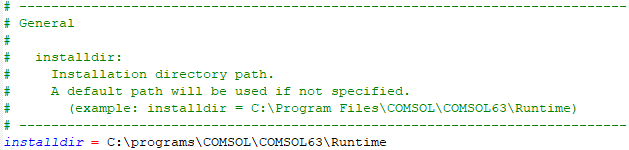 # ----------------------------------------------------------------------------
# General
#
#   installdir:
#     Installation directory path.
#     A default path will be used if not specified.
#       (example: installdir = C:\Program Files\COMSOL\COMSOL63\Runtime)
# ----------------------------------------------------------------------------
installdir = C:\programs\COMSOL\COMSOL63\Runtime